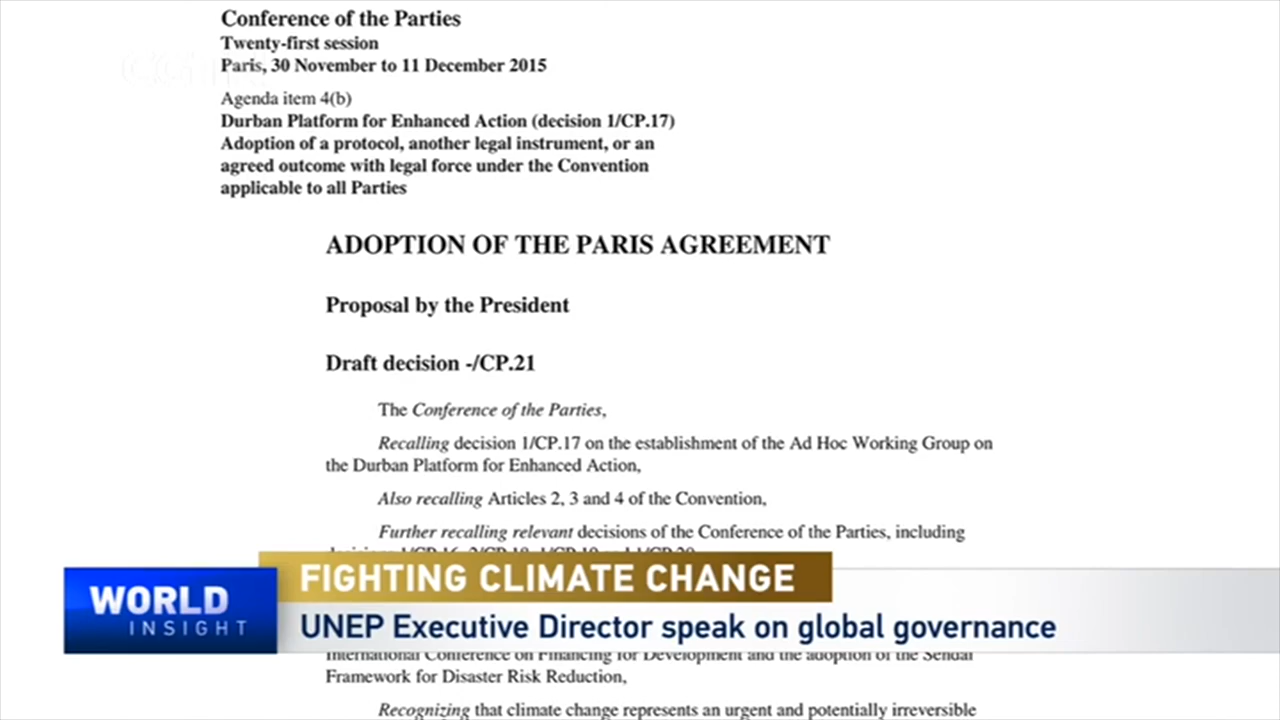 Conference of the Parties
Twenty-first session
Paris, 30 November to 11 December 2015
Agenda item 4(b)
Durban Platform for Enhanced Action (decision 1/CP.17)
Adoption of a protocol, another legal instrument, or an
agreed outcome with legal force under the Convention
applicable to all Parties
ADOPTION OF THE PARIS AGREEMENT
Proposal by the President
Draft decision -/CP.21
The Conference of the Parties,
Recalling decision 1/CP.17 on the establishment of the Ad Hoc Working Group on
the Durban Platform for Enhanced Action,
Also recalling Articles 2, 3 and 4 of the Convention,
Further recalling relevant decisions of the Conference of the Parties, including
FIGHTING CLIMATE CHANGE
WORLD
INSIGHT
UNEP Executive Director speak on global governance
International Conference on Financing for Development and the adoption of the Sendai
Framework for Disaster Risk Reduction,
Recognizing that climate change represents an urgent and potentially irreversible